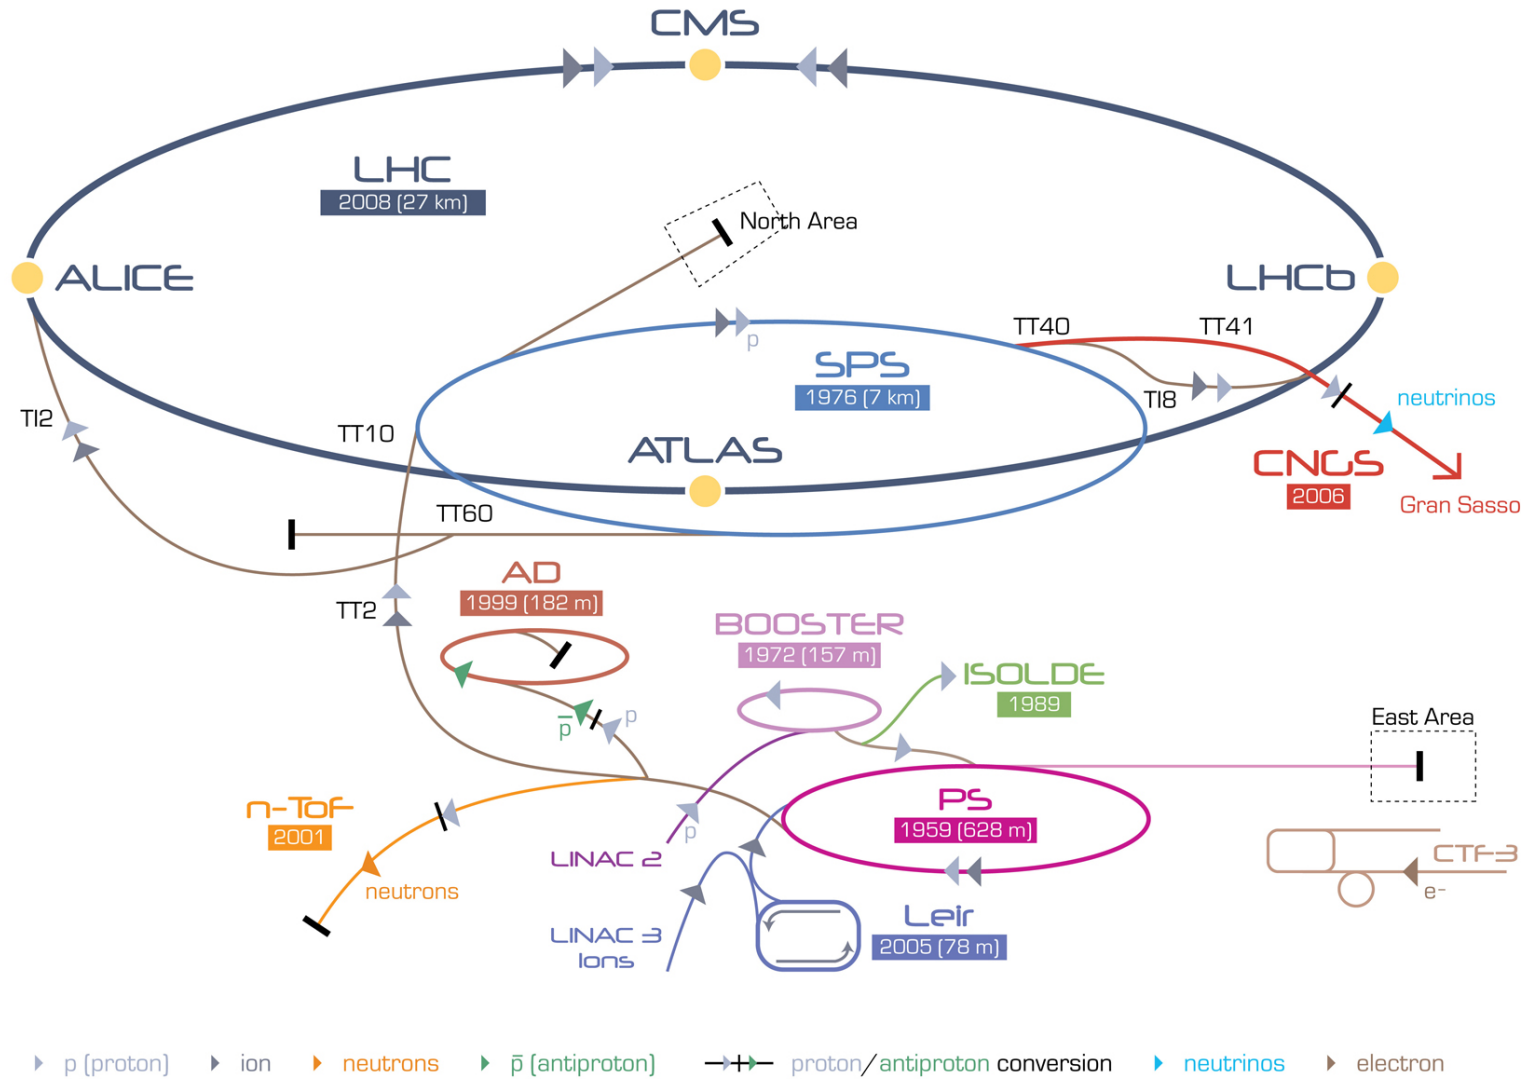 CMS
LHC
2008 (27 km)
North Area
ALICE
LHCb
p
TT40
TT41
SPS
1976 (7 km)
TI2
TI8
neutrinos
TT10
ATLAS
CNGS
2006
Gran Sasso
TT60
AD
1999 (182 m)
TT2
BOOSTER
1972 (157 m)
ISOLDE
1989
p̅
p
East Area
n-ToF
2001
PS
1959 (628 m)
p
LINAC 2
neutrons
CTF-3
e-
LINAC 3
Ions
Leir
2005 (78 m)
p (proton)
ion
neutrons
p̅ (antiproton)
proton/antiproton conversion
neutrinos
electron